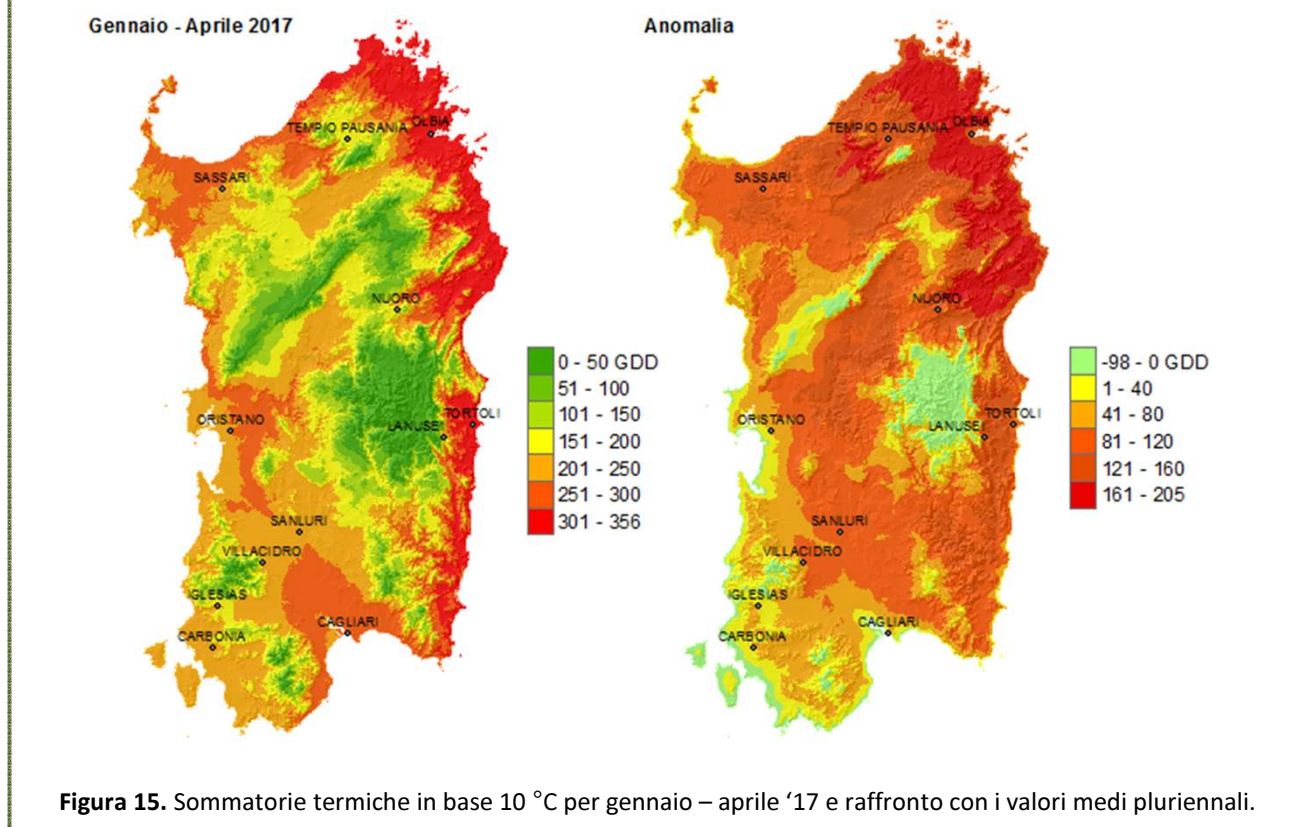 Gennaio - Aprile 2017
TEMPIO PAUSANIA
OLBIA
SASSARI
NUORO
ORISTANO
TORTOLI
LANUSEI
SANLURI
VILLACIDRO
IGLESIAS
CARBONIA
CAGLIARI
0 - 50 GDD
51 - 100
101 - 150
151 - 200
201 - 250
251 - 300
301 - 356
Anomalia
TEMPIO PAUSANIA
OLBIA
SASSARI
NUORO
ORISTANO
TORTOLI
LANUSEI
SANLURI
VILLACIDRO
IGLESIAS
CARBONIA
CAGLIARI
-98 - 0 GDD
1 - 40
41 - 80
81 - 120
121 - 160
161 - 205
Figura 15. Sommatorie termiche in base 10 °C per gennaio – aprile ‘17 e raffronto con i valori medi pluriennali.